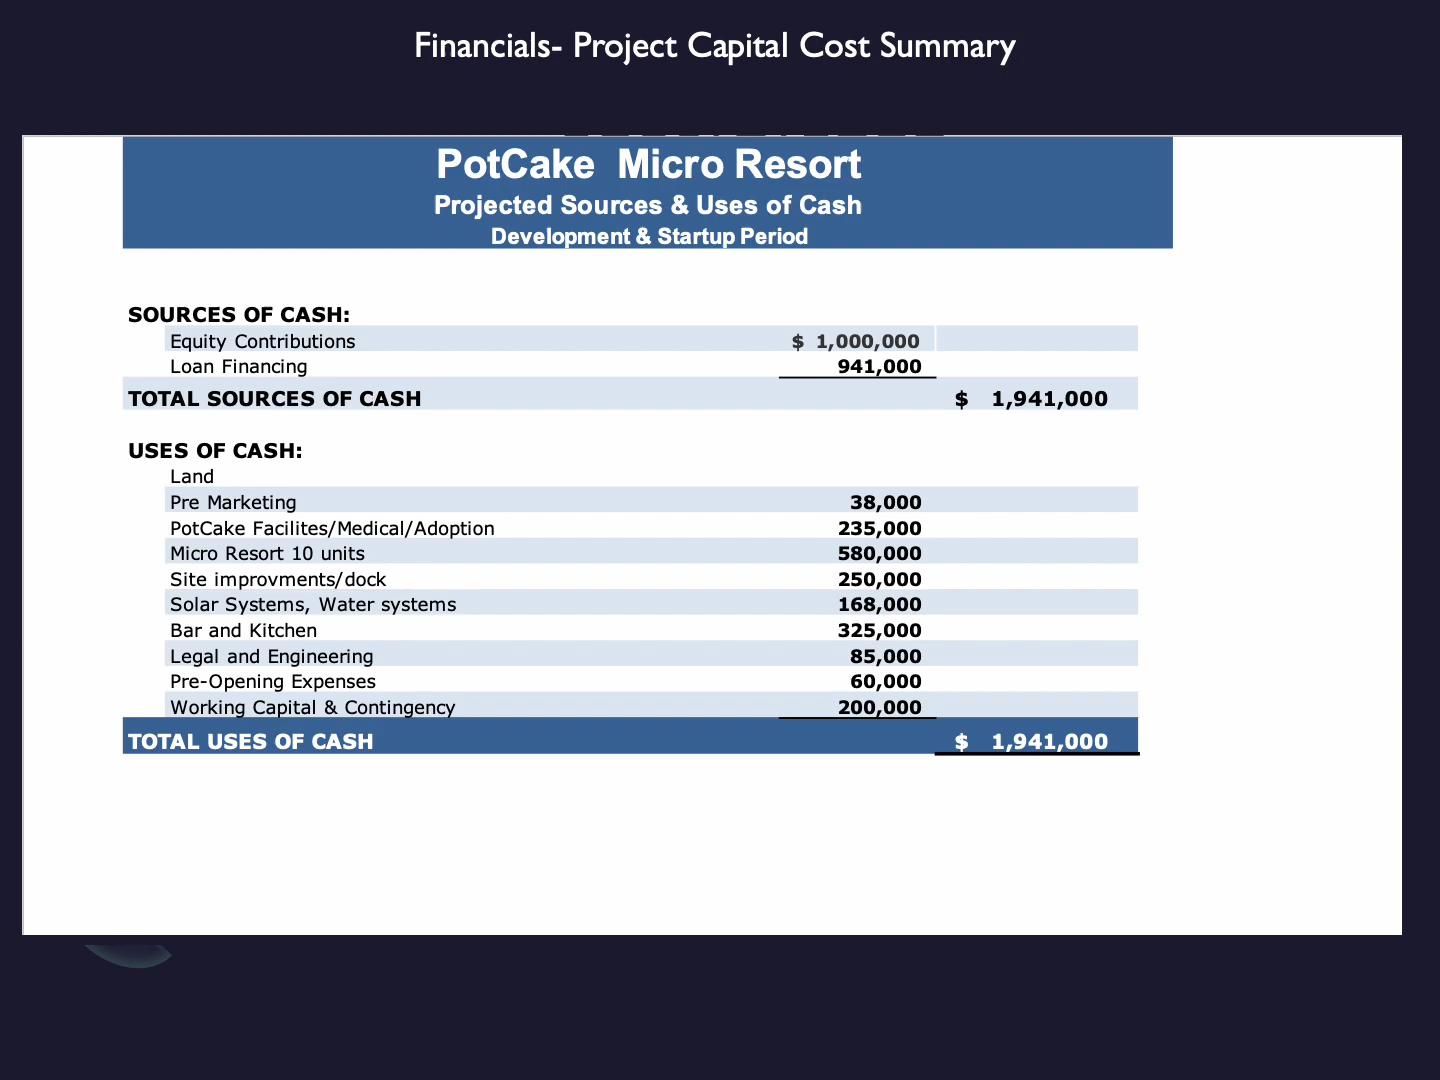 Financials- Project Capital Cost Summary
PotCake Micro Resort
Projected Sources & Uses of Cash
Development & Startup Period
SOURCES OF CASH:
Equity Contributions $ 1,000,000
Loan Financing 941,000
TOTAL SOURCES OF CASH $ 1,941,000
USES OF CASH:
Land
Pre Marketing 38,000
PotCake Facilites/Medical/Adoption 235,000
Micro Resort 10 units 580,000
Site improvments/dock 250,000
Solar Systems, Water systems 168,000
Bar and Kitchen 325,000
Legal and Engineering 85,000
Pre-Opening Expenses 60,000
Working Capital & Contingency 200,000
TOTAL USES OF CASH $ 1,941,000